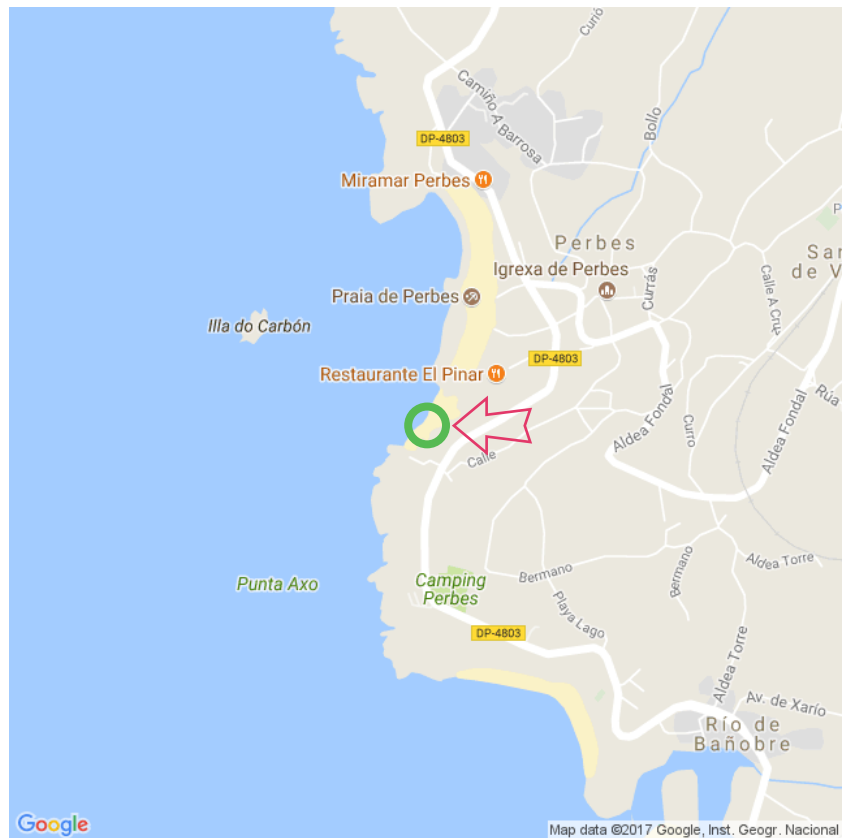 Curió
Camiño A Barrosa
DP-4803
Bollo
Miramar Perbes
Perbes
Igrexa de Perbes
San
de V
P
Calle A Cruz
Praia de Perbes
Currás
Illa do Carbón
DP-4803
Restaurante El Pinar
Rúa
Aldea Fondal
Aldea Fondal
Curro
Calle
Punta Axo
Camping
Perbes
Bermano
Bermano
Aldea Torre
Playa Lago
DP-4803
Aldea Torre
Av. de Xarío
Río de
Bañobre
Google
Map data ©2017 Google, Inst. Geogr. Nacional